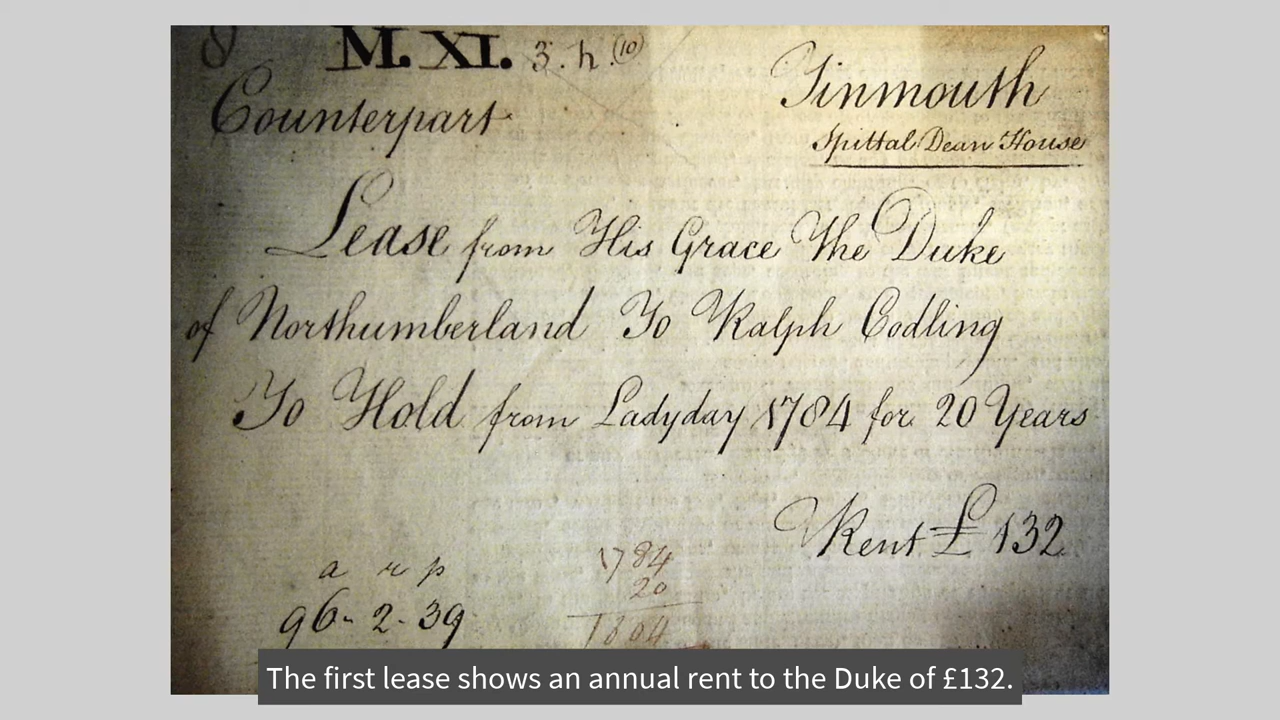 M. XI. 3. h. (10)
Counterpart
Tinmouth
Spittal Dean House
Lease from His Grace The Duke
of Northumberland To Ralph Codling
To Hold from Ladyday 1784 for 20 Years
Rent £ 132
a r p
96- 2- 39
1784
20
1804
The first lease shows an annual rent to the Duke of £132.